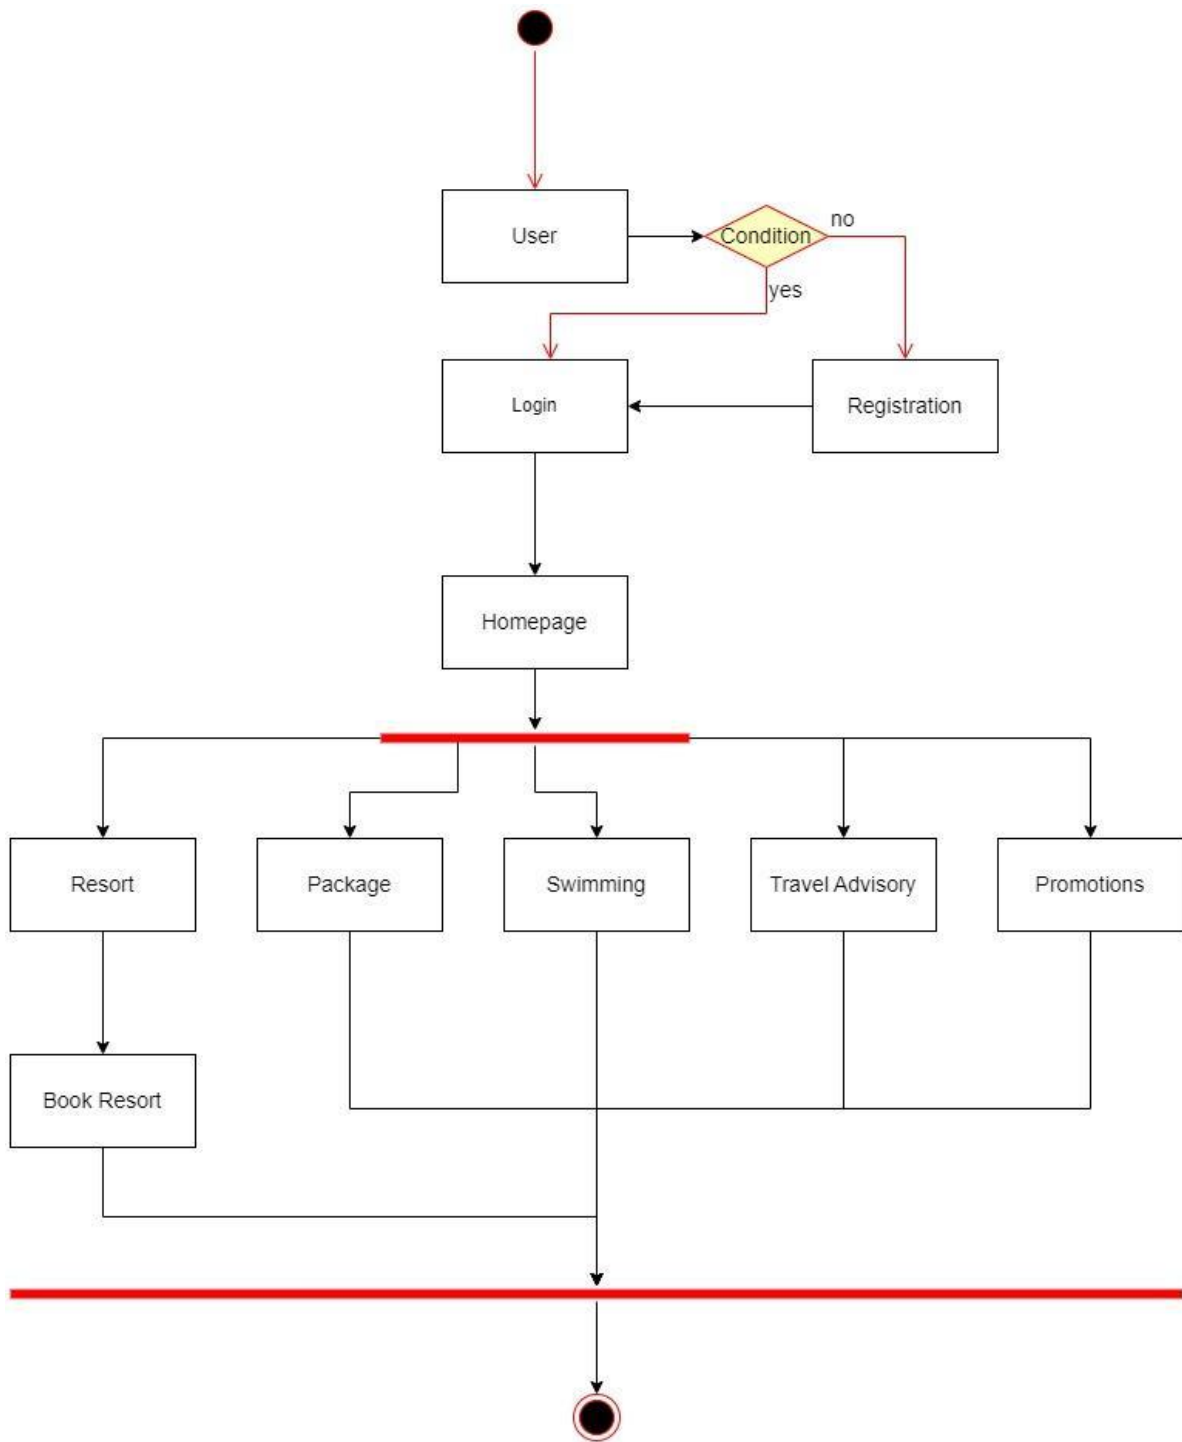 User
Condition
no
yes
Login
Registration
Homepage
Resort
Package
Swimming
Travel Advisory
Promotions
Book Resort